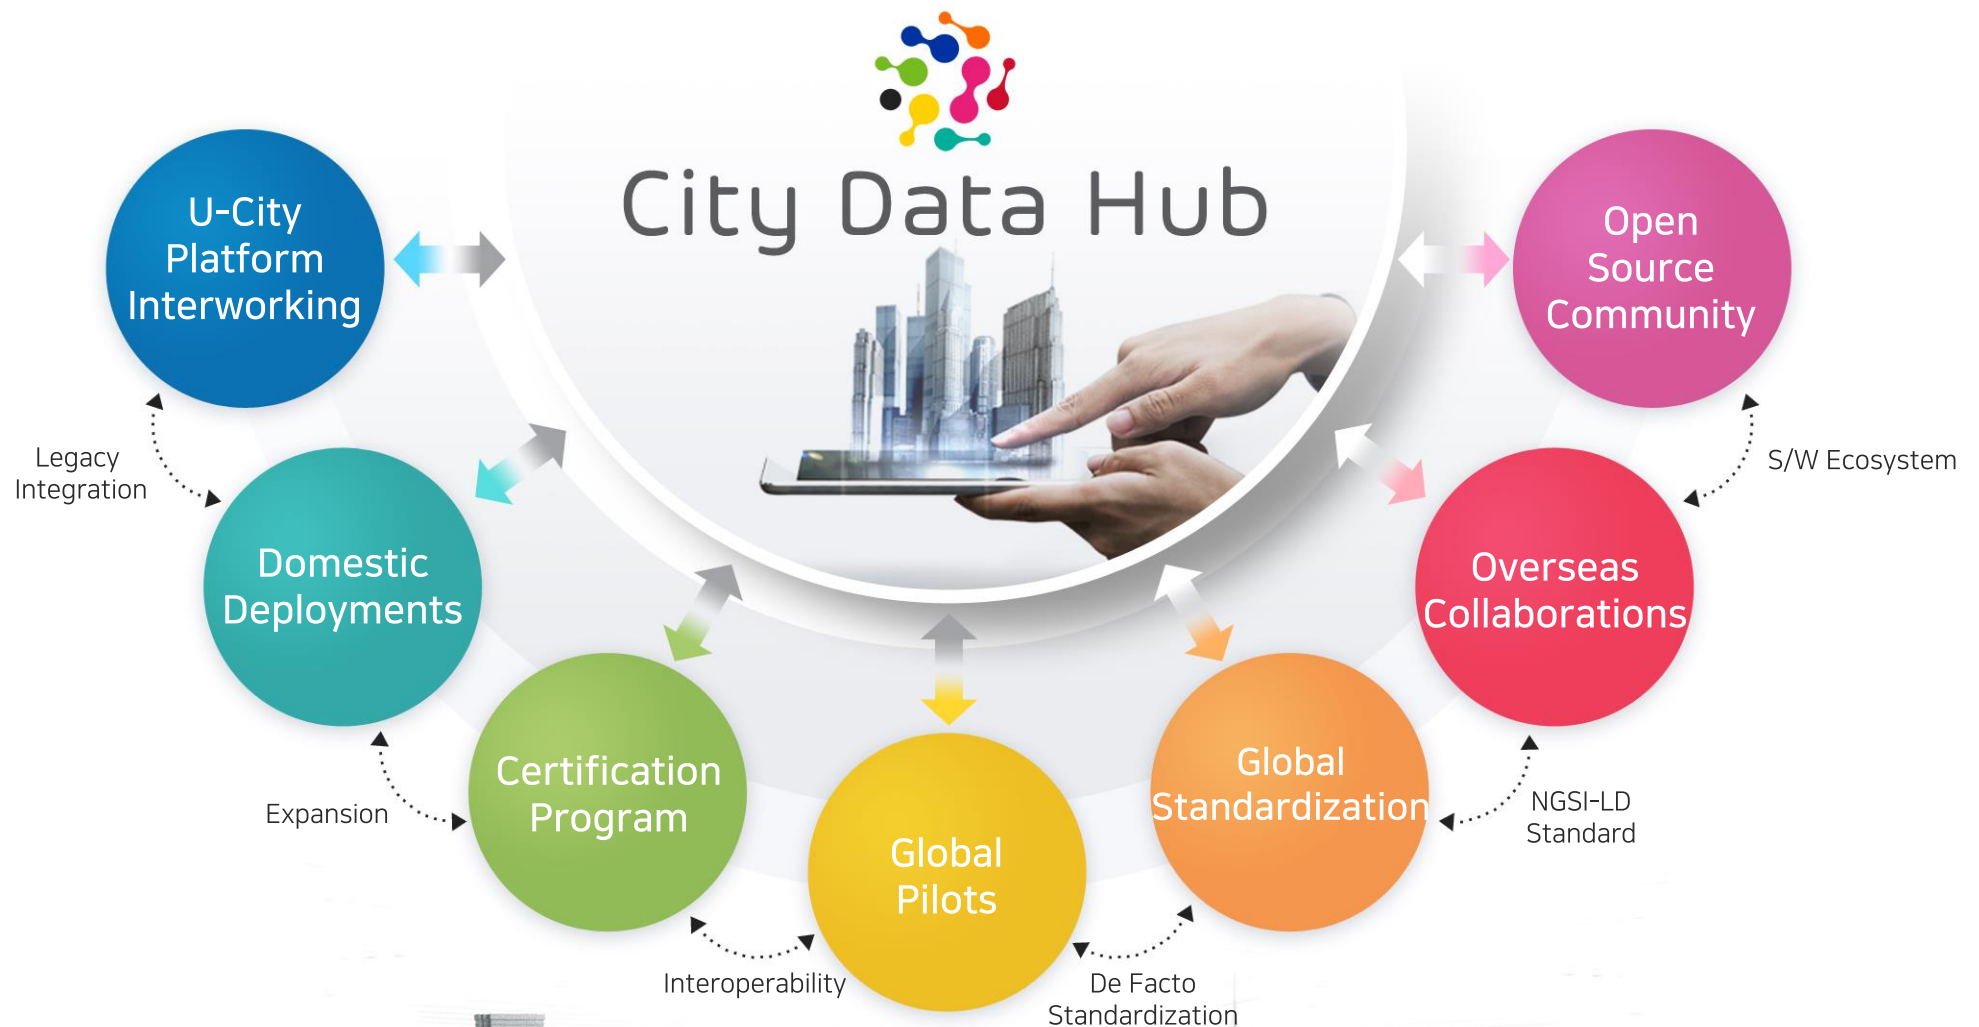 City Data Hub
U-City
Platform
Interworking
Open
Source
Community
Legacy
Integration
S/W Ecosystem
Domestic
Deployments
Overseas
Collaborations
Expansion
Certification
Program
Global
Standardization
NGSI-LD
Standard
Global
Pilots
Interoperability
De Facto
Standardization